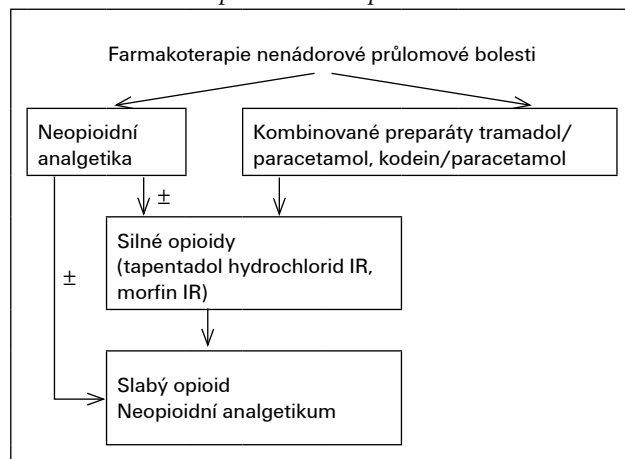 Farmakoterapie nenádorové průlomové bolesti
Neopioidní
analgetika
Kombinované preparáty tramadol/
paracetamol, kodein/paracetamol
±
Silné opioidy
(tapentadol hydrochlorid IR,
morfin IR)
±
Slabý opioid
Neopioidní analgetikum